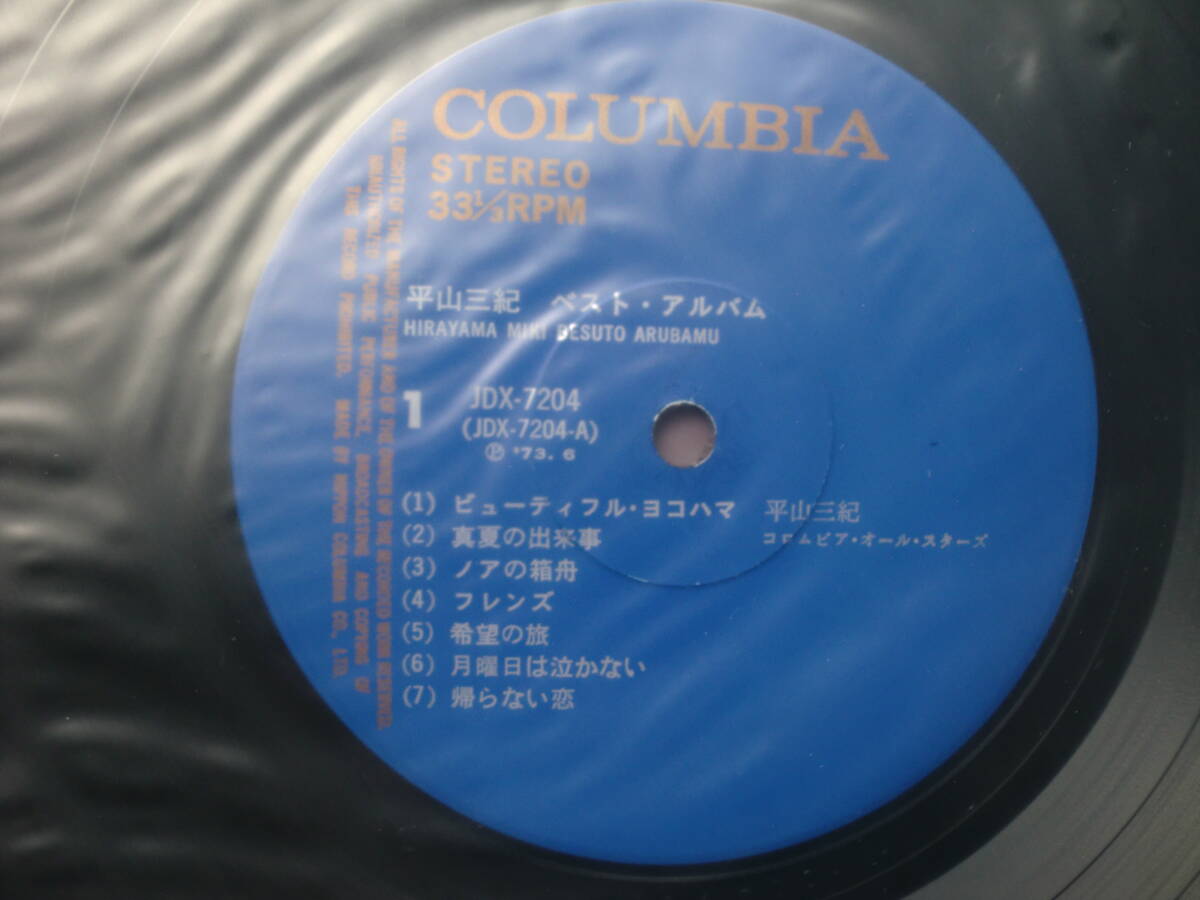 COLUMBIA
STEREO
33⅓RPM
平山三紀 ベスト・アルバム
HIRAYAMA MIKI BESUTO ARUBAMU
1
JDX-7204
(JDX-7204-A)
Ⓟ '73. 6
(1) ビューティフル・ヨコハマ 平山三紀
(2) 真夏の出来事 コロムビア・オール・スターズ
(3) ノアの箱舟
(4) フレンズ
(5) 希望の旅
(6) 月曜日は泣かない
(7) 帰らない恋
ALL RIGHTS OF THE MANUFACTURER AND OF THE OWNER OF THE RECORDED WORK RESERVED.
UNAUTHORIZED PUBLIC PERFORMANCE, BROADCASTING AND COPYING OF
THIS RECORD PROHIBITED. MADE BY NIPPON COLUMBIA CO., LTD.